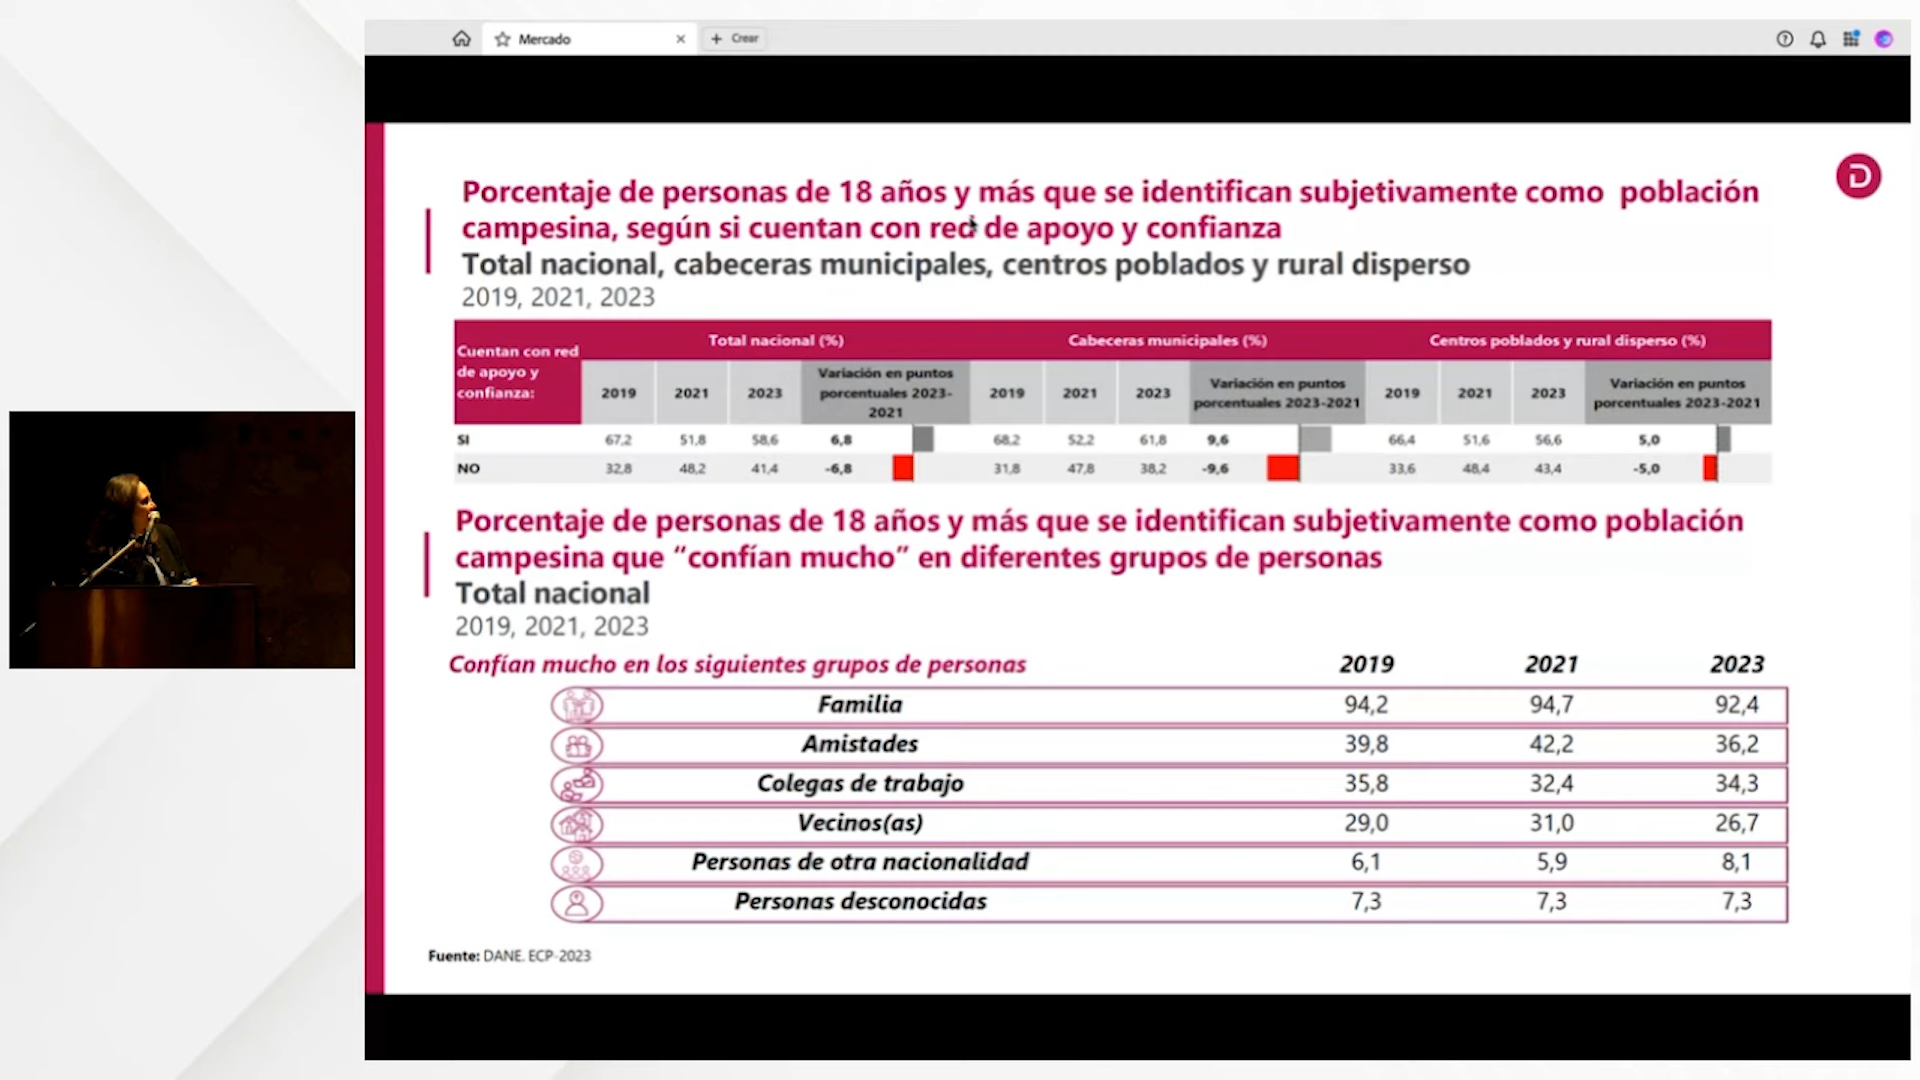 Mercado
Crear
Porcentaje de personas de 18 años y más que se identifican subjetivamente como población
campesina, según si cuentan con red de apoyo y confianza
Total nacional, cabeceras municipales, centros poblados y rural disperso
2019, 2021, 2023
Cuentan con red de apoyo y confianza: Total nacional (%) Cabeceras municipales (%) Centros poblados y rural disperso (%)
2019 2021 2023 Variación en puntos porcentuales 2023-2021 2019 2021 2023 Variación en puntos porcentuales 2023-2021 2019 2021 2023 Variación en puntos porcentuales 2023-2021
SI 67,2 51,8 58,6 6,8 68,2 52,2 61,8 9,6 66,4 51,6 56,6 5,0
NO 32,8 48,2 41,4 -6,8 31,8 47,8 38,2 -9,6 33,6 48,4 43,4 -5,0
Porcentaje de personas de 18 años y más que se identifican subjetivamente como población
campesina que “confían mucho” en diferentes grupos de personas
Total nacional
2019, 2021, 2023
Confían mucho en los siguientes grupos de personas 2019 2021 2023
Familia 94,2 94,7 92,4
Amistades 39,8 42,2 36,2
Colegas de trabajo 35,8 32,4 34,3
Vecinos(as) 29,0 31,0 26,7
Personas de otra nacionalidad 6,1 5,9 8,1
Personas desconocidas 7,3 7,3 7,3
Fuente: DANE. ECP-2023